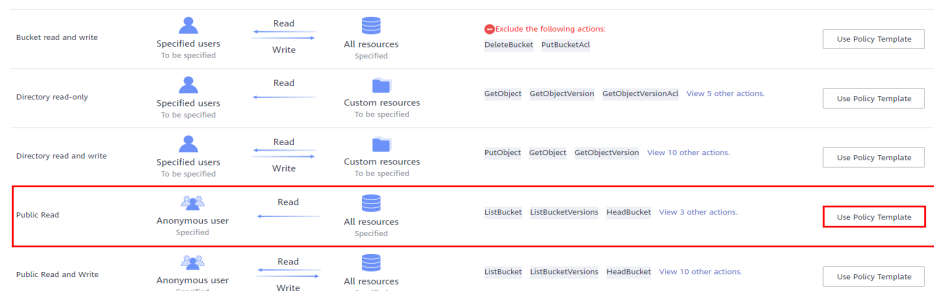 Bucket read and write
Specified users
To be specified
Read
Write
All resources
Specified
Exclude the following actions:
DeleteBucket PutBucketAcl
Use Policy Template
Directory read-only
Specified users
To be specified
Read
Custom resources
To be specified
GetObject GetObjectVersion GetObjectVersionAcl View 5 other actions.
Use Policy Template
Directory read and write
Specified users
To be specified
Read
Write
Custom resources
To be specified
PutObject GetObject GetObjectVersion View 10 other actions.
Use Policy Template
Public Read
Anonymous user
Specified
Read
All resources
Specified
ListBucket ListBucketVersions HeadBucket View 3 other actions.
Use Policy Template
Public Read and Write
Anonymous user
Read
Write
All resources
ListBucket ListBucketVersions HeadBucket View 10 other actions.
Use Policy Template